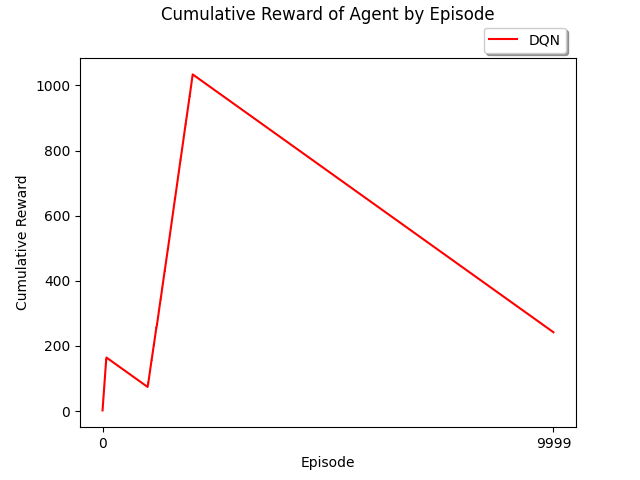 Cumulative Reward of Agent by Episode
DQN
1000
800
600
400
200
0
Cumulative Reward
0
9999
Episode